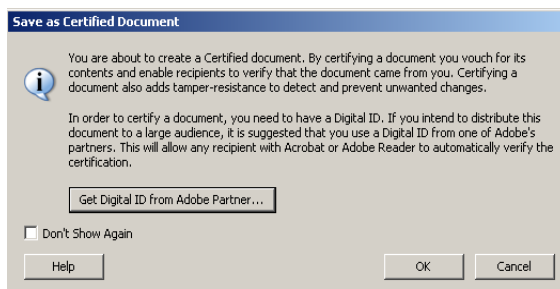 Save as Certified Document
You are about to create a Certified document. By certifying a document you vouch for its
contents and enable recipients to verify that the document came from you. Certifying a
document also adds tamper-resistance to detect and prevent unwanted changes.
In order to certify a document, you need to have a Digital ID. If you intend to distribute this
document to a large audience, it is suggested that you use a Digital ID from one of Adobe's
partners. This will allow any recipient with Acrobat or Adobe Reader to automatically verify the
certification.
Get Digital ID from Adobe Partner...
Don't Show Again
Help OK Cancel